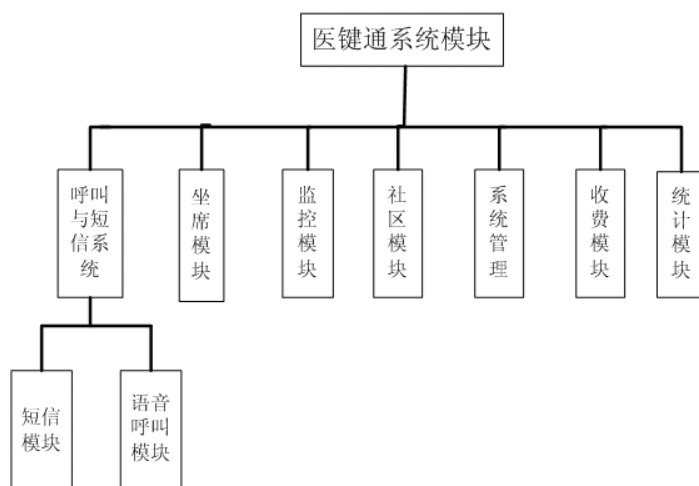 医键通系统模块
呼叫
与短
信系
统
坐
席
模
块
监
控
模
块
社
区
模
块
系
统
管
理
收
费
模
块
统
计
模
块
短信
模块
语音
呼叫
模块